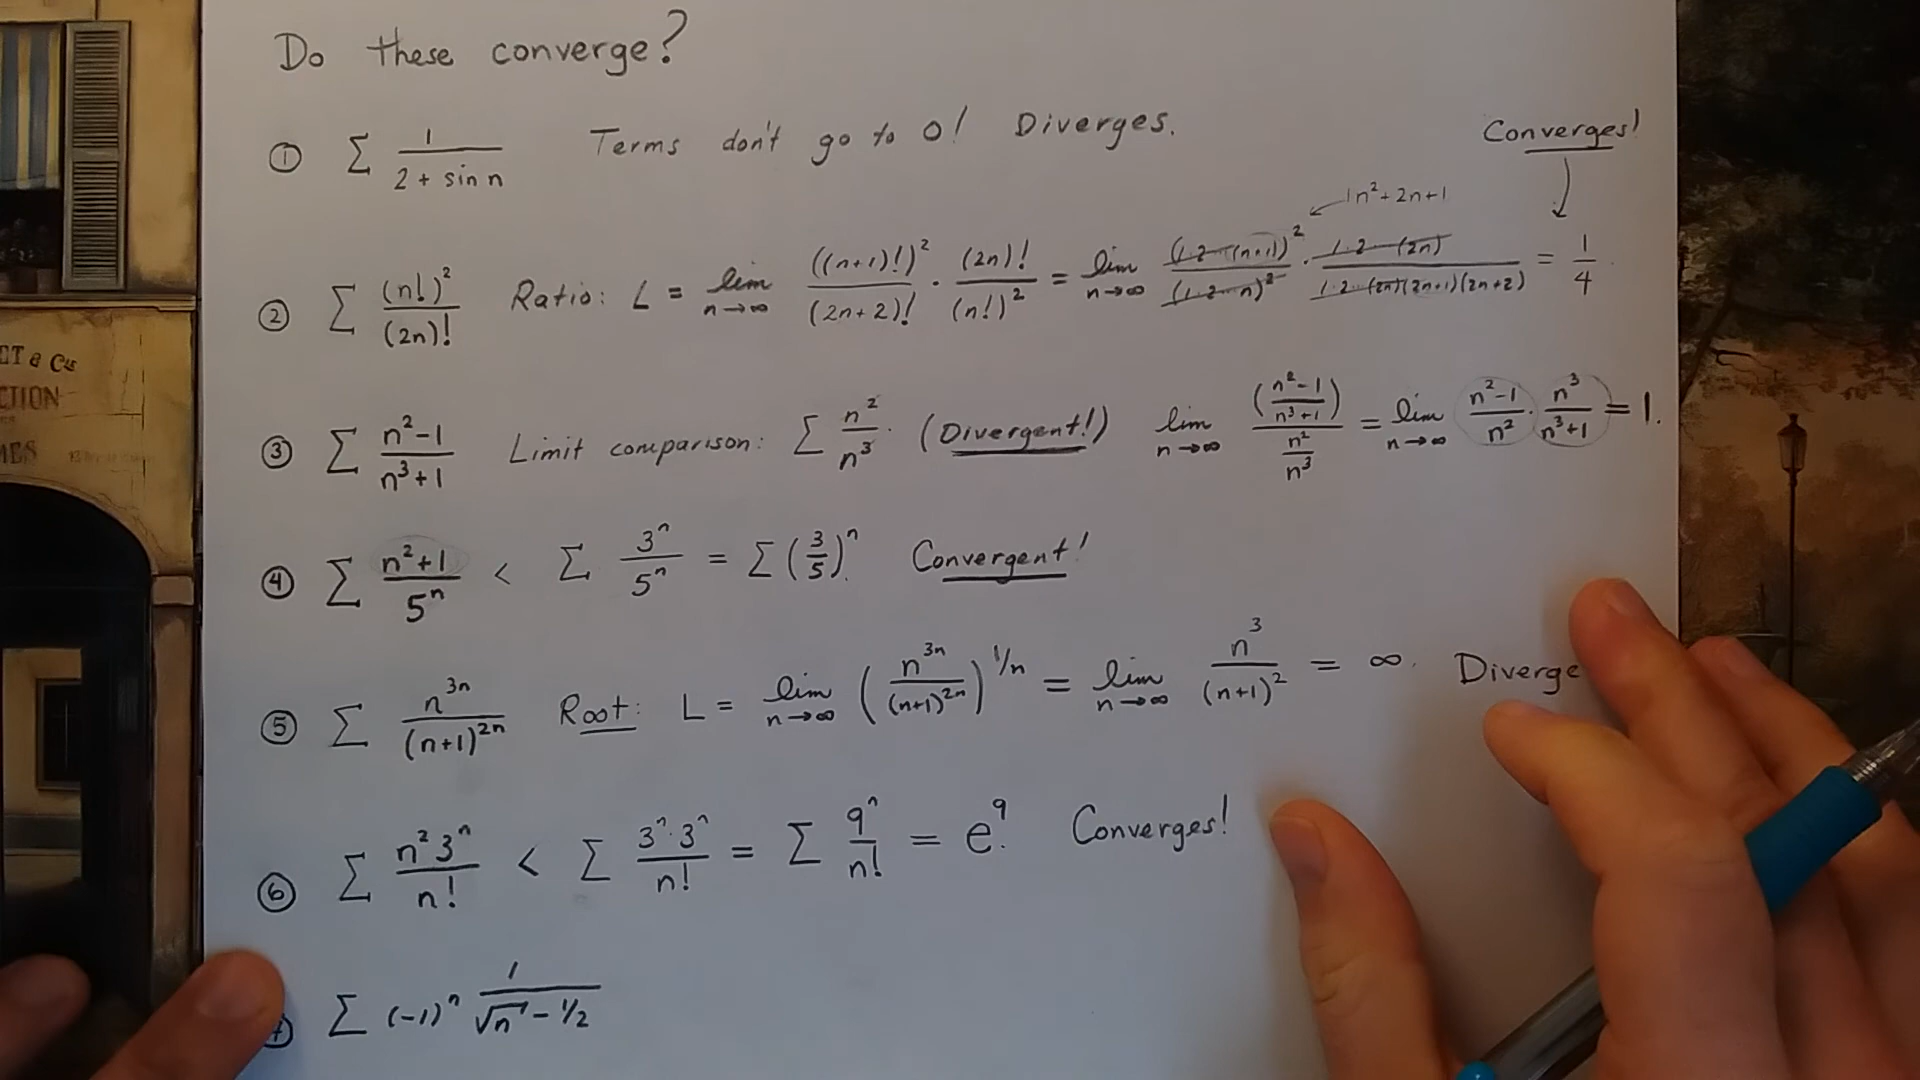 Do these converge?
① Σ 1/(2 + sin n) Terms don't go to 0! Diverges.
Converges!
1n²+2n+1
② Σ (n!)²/(2n)! Ratio: L = lim n→∞ ((n+1)!)²/(2n+2)! · (2n)!/(n!)² = lim n→∞ (1·2···(n+1))²/(1·2···n)² · 1·2···(2n)/(1·2···(2n)(2n+1)(2n+2)) = 1/4
③ Σ (n²-1)/(n³+1) Limit comparison: Σ n²/n³. (Divergent!) lim n→∞ ((n²-1)/(n³+1))/(n²/n³) = lim n→∞ (n²-1)/n² · n³/(n³+1) = 1.
④ Σ (n²+1)/5ⁿ < Σ 3ⁿ/5ⁿ = Σ(3/5)ⁿ. Convergent!
⑤ Σ n³ⁿ/(n+1)²ⁿ Root: L = lim n→∞ (n³ⁿ/(n+1)²ⁿ)^1/n = lim n→∞ n³/(n+1)² = ∞. Diverge
⑥ Σ n²3ⁿ/n! < Σ 3ⁿ·3ⁿ/n! = Σ 9ⁿ/n! = e⁹. Converges!
Σ (-1)ⁿ 1/(√n - 1/2)
ET & Cie
CTION
MES